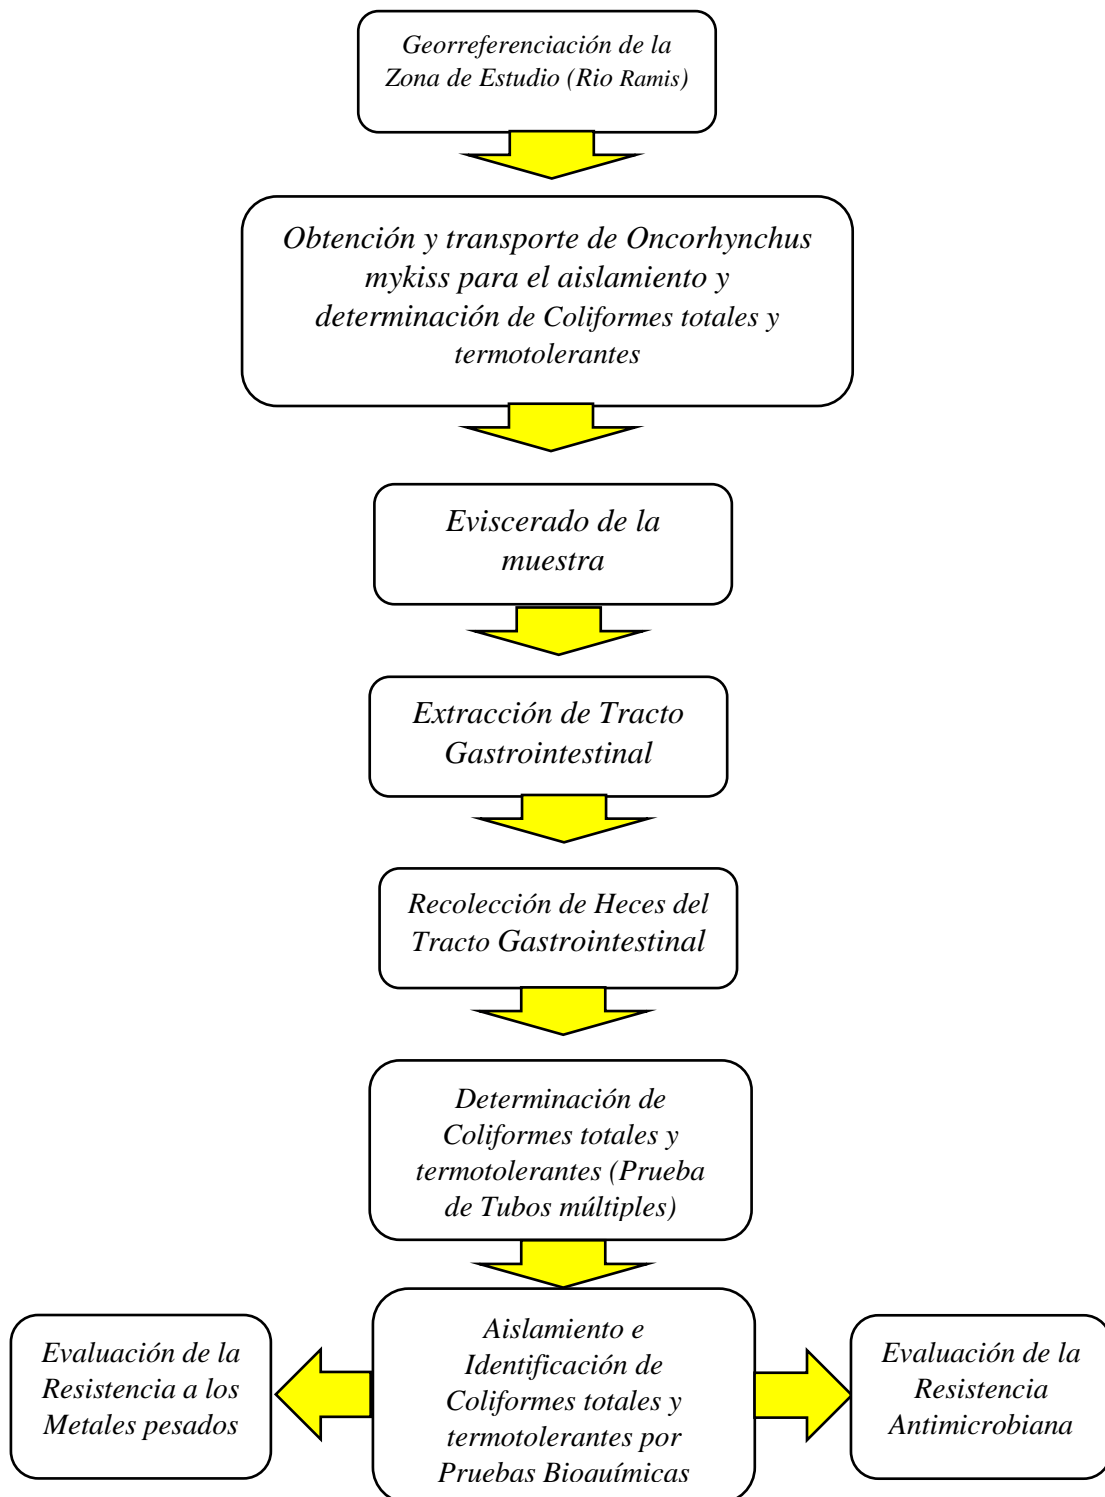 Georreferenciación de la
Zona de Estudio (Rio Ramis)
Obtención y transporte de Oncorhynchus
mykiss para el aislamiento y
determinación de Coliformes totales y
termotolerantes
Eviscerado de la
muestra
Extracción de Tracto
Gastrointestinal
Recolección de Heces del
Tracto Gastrointestinal
Determinación de
Coliformes totales y
termotolerantes (Prueba
de Tubos múltiples)
Evaluación de la
Resistencia a los
Metales pesados
Aislamiento e
Identificación de
Coliformes totales y
termotolerantes por
Pruebas Bioauímicas
Evaluación de la
Resistencia
Antimicrobiana